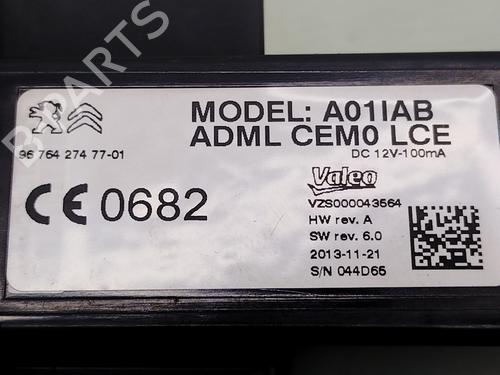 MODEL: A01IAB
ADML CEM0 LCE
96 764 274 77-01
DC 12V-100mA
CE 0682
Valeo
VZS000043564
HW rev. A
SW rev. 6.0
2013-11-21
S/N 044D65
B-PARTS